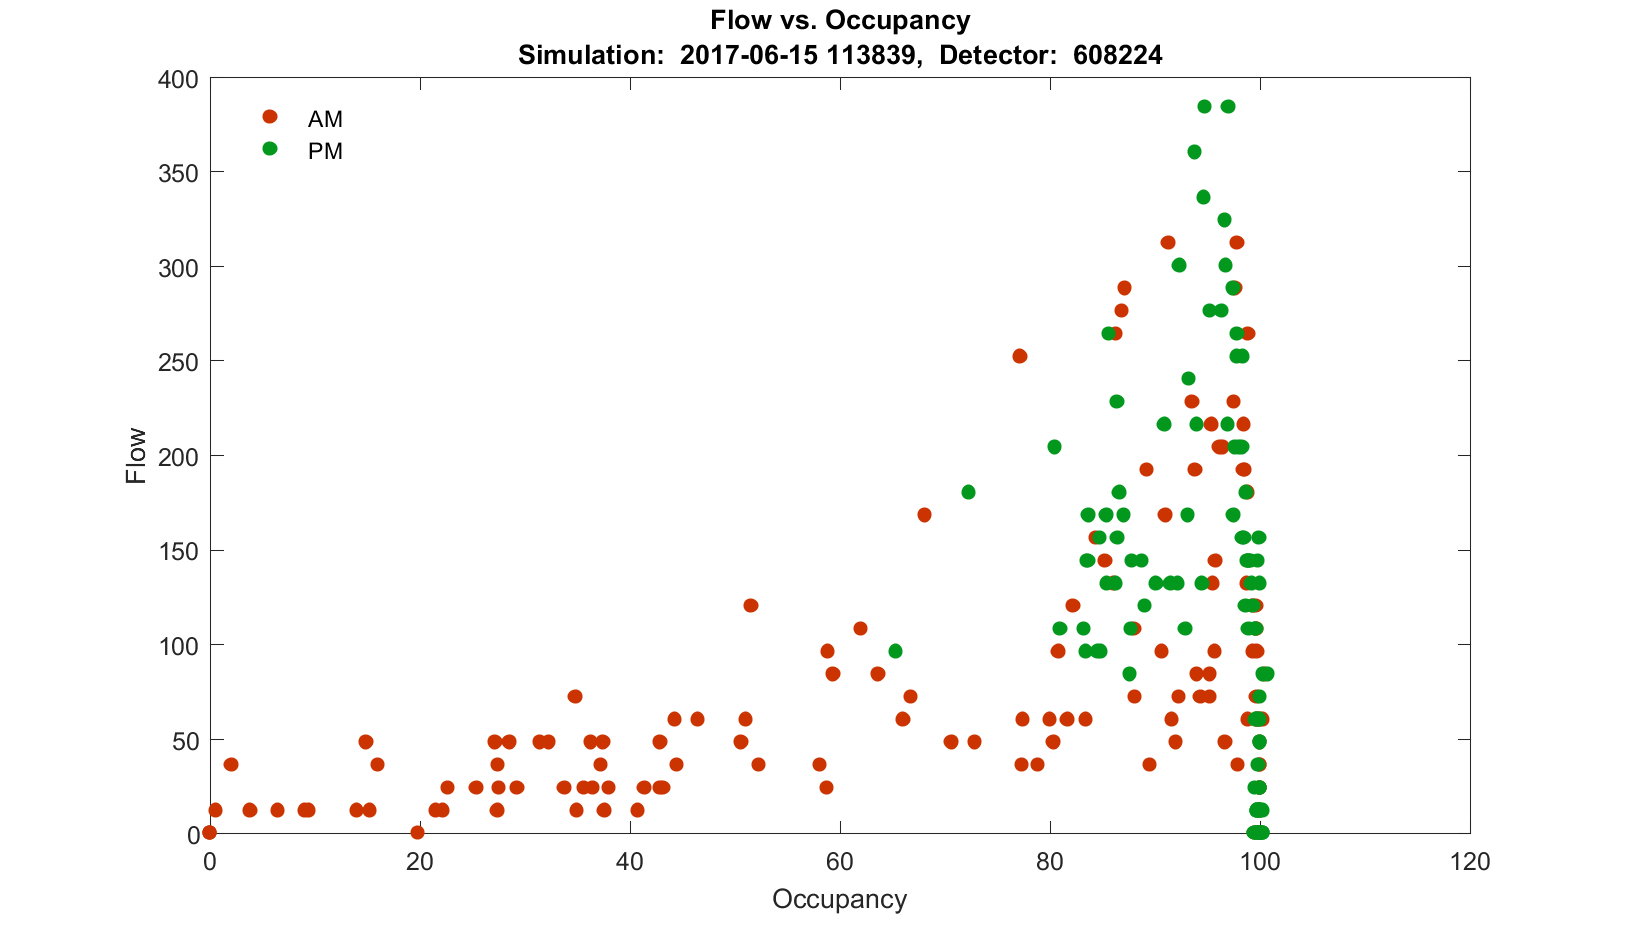 Flow vs. Occupancy
Simulation:  2017-06-15 113839,  Detector:  608224
400
AM
PM
350
300
250
Flow
200
150
100
50
0
0 20 40 60 80 100 120
Occupancy